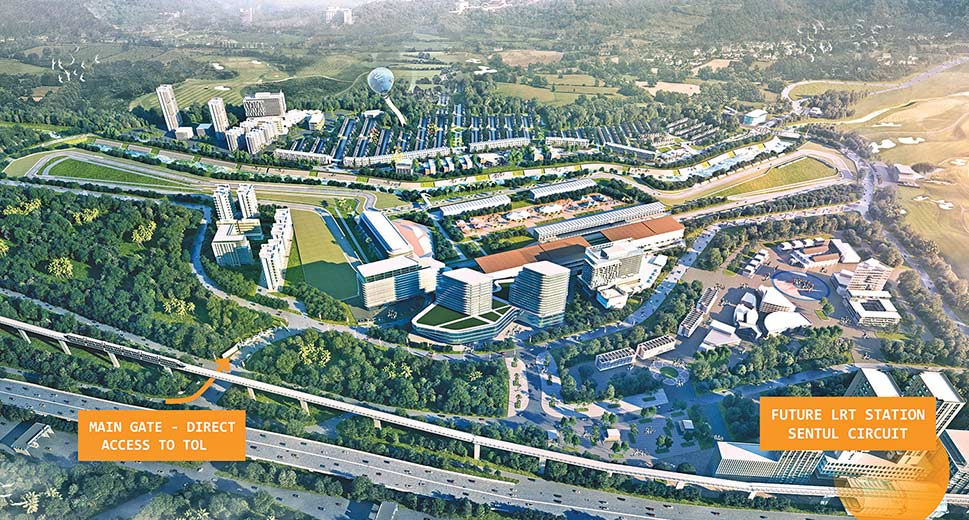 MAIN GATE - DIRECT
ACCESS TO TOL
FUTURE LRT STATION
SENTUL CIRCUIT